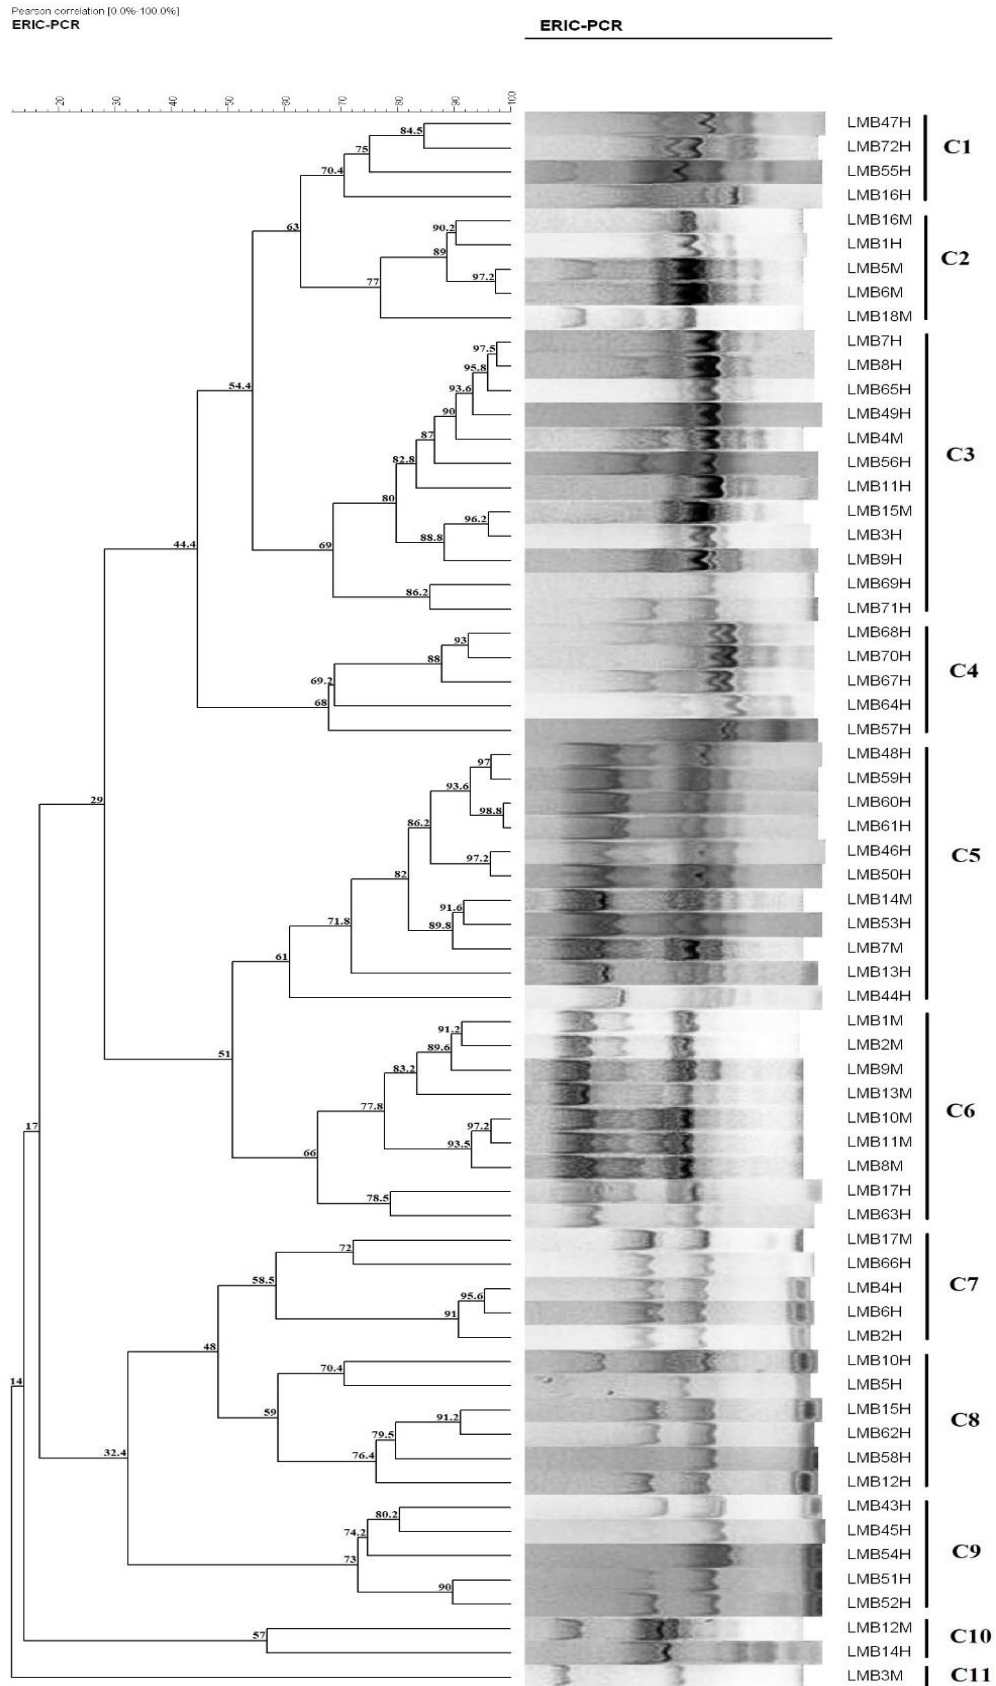 Pearson correlation [0.0%-100.0%]
ERIC-PCR
ERIC-PCR
20 30 40 50 60 70 80 90 100
LMB47H
84.5
LMB72H
C1
75
LMB55H
70.4
LMB16H
LMB16M
63
90.2
LMB1H
89
C2
LMB5M
97.2
77
LMB6M
LMB18M
LMB7H
97.5
LMB8H
95.8
54.4
93.6
LMB65H
90
LMB49H
87
LMB4M
C3
82.8
LMB56H
80
LMB11H
96.2
LMB15M
88.8
LMB3H
44.4
69
LMB9H
LMB69H
86.2
LMB71H
93
LMB68H
88
LMB70H
C4
69.2
LMB67H
68
LMB64H
LMB57H
97
LMB48H
93.6
LMB59H
29
98.8
LMB60H
86.2
LMB61H
97.2
LMB46H
C5
82
LMB50H
91.6
LMB14M
71.8
89.8
LMB53H
61
LMB7M
LMB13H
LMB44H
91.2
LMB1M
51
89.6
LMB2M
83.2
LMB9M
77.8
LMB13M
C6
97.2
LMB10M
17
93.5
LMB11M
66
LMB8M
78.5
LMB17H
LMB63H
72
LMB17M
LMB66H
58.5
C7
LMB4H
95.6
91
LMB6H
48
LMB2H
70.4
LMB10H
14
LMB5H
59
91.2
LMB15H
C8
79.5
LMB62H
32.4
76.4
LMB58H
LMB12H
80.2
LMB43H
74.2
LMB45H
73
LMB54H
C9
90
LMB51H
LMB52H
57
LMB12M
C10
LMB14H
LMB3M
C11